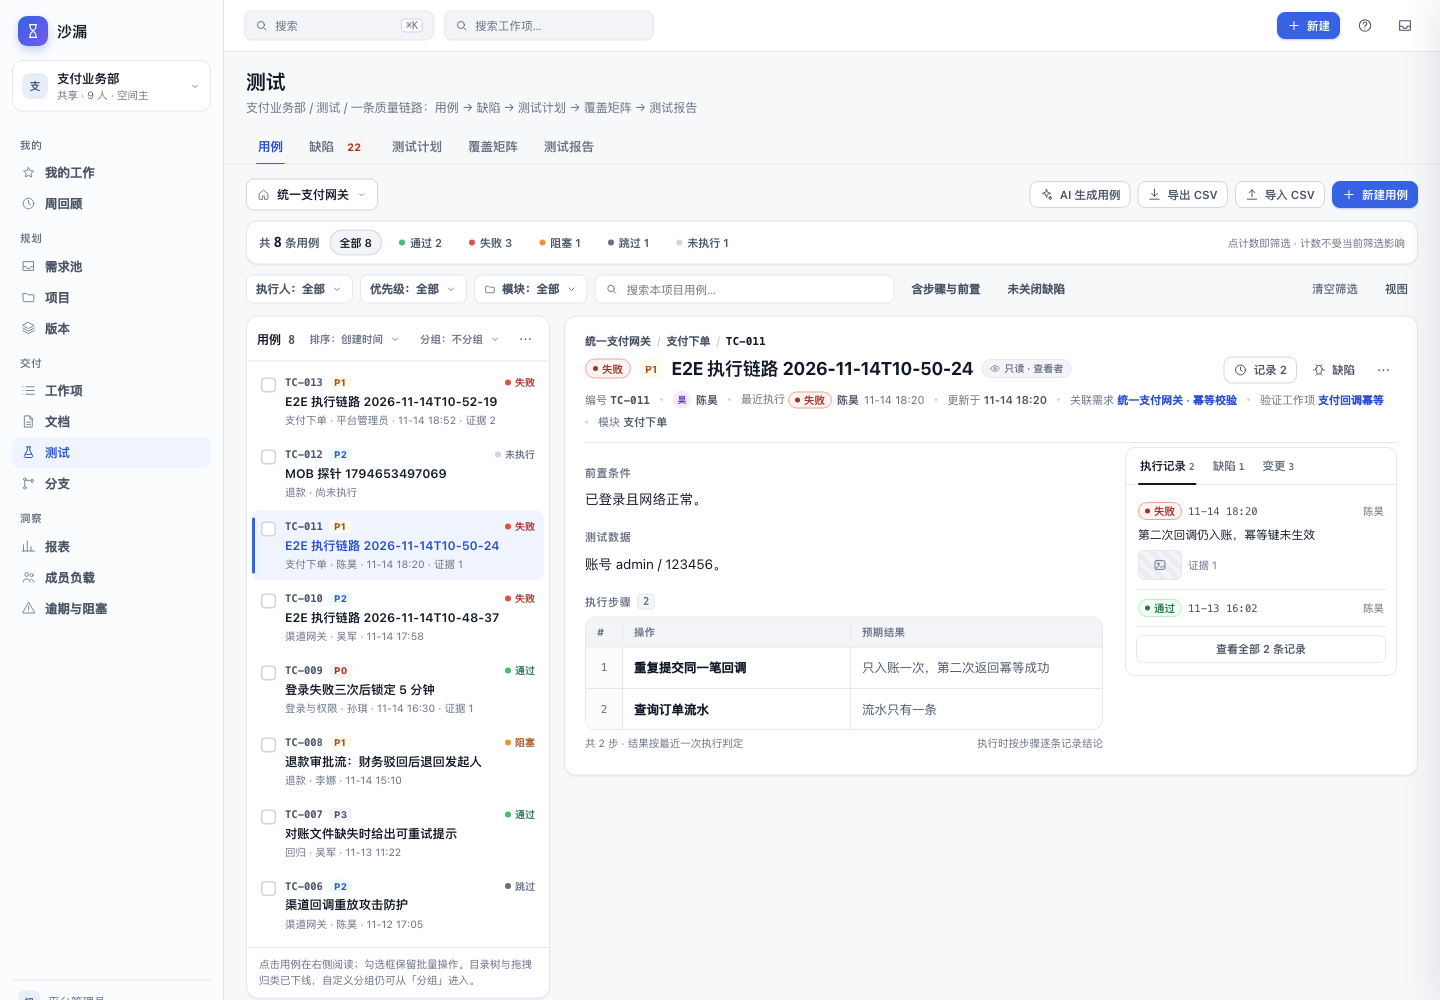 沙漏
支
支付业务部
共享 · 9 人 · 空间主
我的
我的工作
周回顾
规划
需求池
项目
版本
交付
工作项
文档
测试
分支
洞察
报表
成员负载
逾期与阻塞
搜索 ⌘K
搜索工作项...
新建
测试
支付业务部 / 测试 / 一条质量链路：用例 → 缺陷 → 测试计划 → 覆盖矩阵 → 测试报告
用例 缺陷 22 测试计划 覆盖矩阵 测试报告
统一支付网关
AI 生成用例 导出 CSV 导入 CSV 新建用例
共 8 条用例 全部 8 通过 2 失败 3 阻塞 1 跳过 1 未执行 1
点计数即筛选 · 计数不受当前筛选影响
执行人：全部 优先级：全部 模块：全部 搜索本项目用例... 含步骤与前置 未关闭缺陷 清空筛选 视图
用例 8 排序：创建时间 分组：不分组 ···
TC-013 P1 失败
E2E 执行链路 2026-11-14T10-52-19
支付下单 · 平台管理员 · 11-14 18:52 · 证据 2
TC-012 P2 未执行
MOB 探针 1794653497069
退款 · 尚未执行
TC-011 P1 失败
E2E 执行链路 2026-11-14T10-50-24
支付下单 · 陈昊 · 11-14 18:20 · 证据 1
TC-010 P2 失败
E2E 执行链路 2026-11-14T10-48-37
渠道网关 · 吴军 · 11-14 17:58
TC-009 P0 通过
登录失败三次后锁定 5 分钟
登录与权限 · 孙琪 · 11-14 16:30 · 证据 1
TC-008 P1 阻塞
退款审批流：财务驳回后退回发起人
退款 · 李娜 · 11-14 15:10
TC-007 P3 通过
对账文件缺失时给出可重试提示
回归 · 吴军 · 11-13 11:22
TC-006 P2 跳过
渠道回调重放攻击防护
渠道网关 · 陈昊 · 11-12 17:05
点击用例在右侧阅读；勾选框保留批量操作。目录树与拖拽
归类已下线，自定义分组仍可从「分组」进入。
统一支付网关 / 支付下单 / TC-011
失败 P1 E2E 执行链路 2026-11-14T10-50-24 只读 · 查看者
记录 2 缺陷 ···
编号 TC-011 · 昊 陈昊 · 最近执行 失败 陈昊 11-14 18:20 · 更新于 11-14 18:20 · 关联需求 统一支付网关 · 幂等校验 · 验证工作项 支付回调幂等
· 模块 支付下单
前置条件
已登录且网络正常。
测试数据
账号 admin / 123456。
执行步骤 2
# 操作 预期结果
1 重复提交同一笔回调 只入账一次，第二次返回幂等成功
2 查询订单流水 流水只有一条
共 2 步 · 结果按最近一次执行判定 执行时按步骤逐条记录结论
执行记录 2 缺陷 1 变更 3
失败 11-14 18:20 陈昊
第二次回调仍入账，幂等键未生效
证据 1
通过 11-13 16:02 陈昊
查看全部 2 条记录